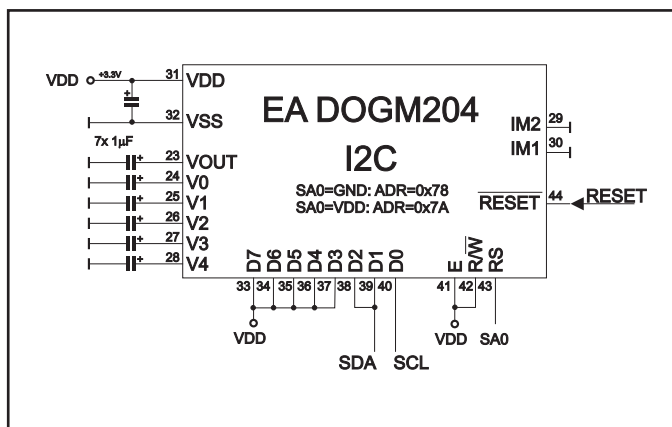 EA DOGM204
I2C
SA0=GND: ADR=0x78
SA0=VDD: ADR=0x7A
VDD +3.3V 31 VDD
32 VSS
7x 1µF
23 VOUT
24 V0
25 V1
26 V2
27 V3
28 V4
IM2 29
IM1 30
RESET 44 RESET
D7 D6 D5 D4 D3 D2 D1 D0 E R/W RS
33 34 35 36 37 38 39 40 41 42 43
VDD VDD SA0
SDA SCL